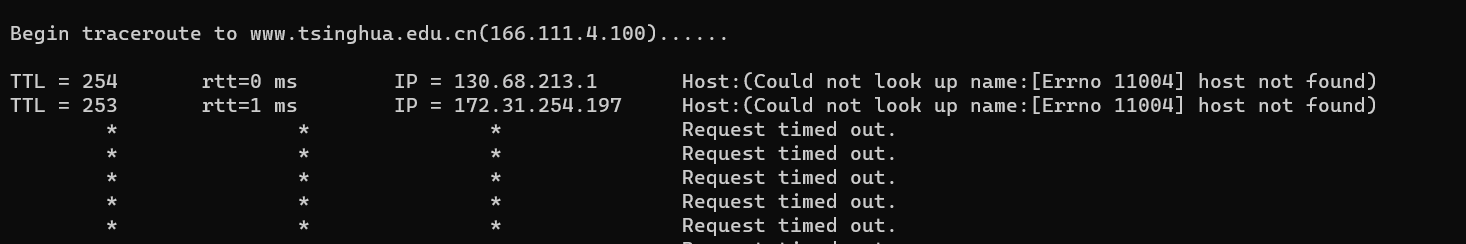 Begin traceroute to www.tsinghua.edu.cn(166.111.4.100)......
TTL = 254 rtt=0 ms IP = 130.68.213.1 Host:(Could not look up name:[Errno 11004] host not found)
TTL = 253 rtt=1 ms IP = 172.31.254.197 Host:(Could not look up name:[Errno 11004] host not found)
* * * Request timed out.
* * * Request timed out.
* * * Request timed out.
* * * Request timed out.
* * * Request timed out.